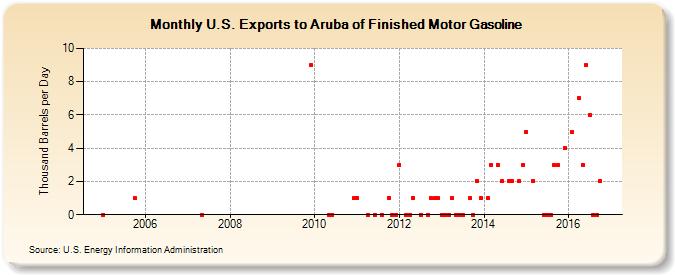 Monthly U.S. Exports to Aruba of Finished Motor Gasoline
Thousand Barrels per Day
10
8
6
4
2
0
2006 2008 2010 2012 2014 2016
Source: U.S. Energy Information Administration